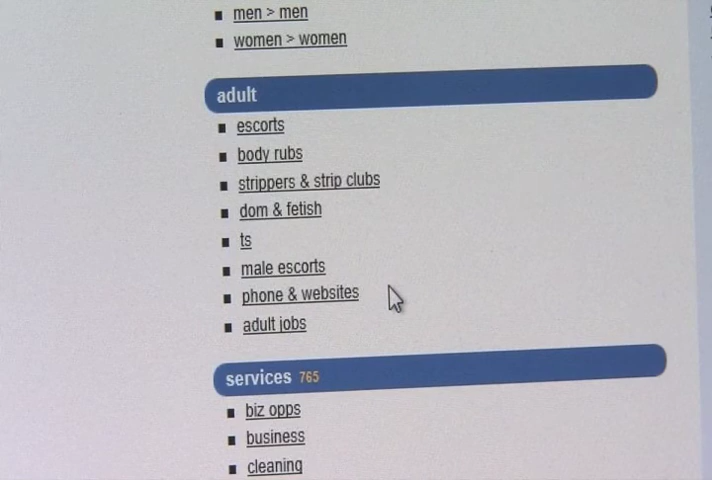 men > men
women > women
adult
escorts
body rubs
strippers & strip clubs
dom & fetish
ts
male escorts
phone & websites
adult jobs
services 765
biz opps
business
cleaning